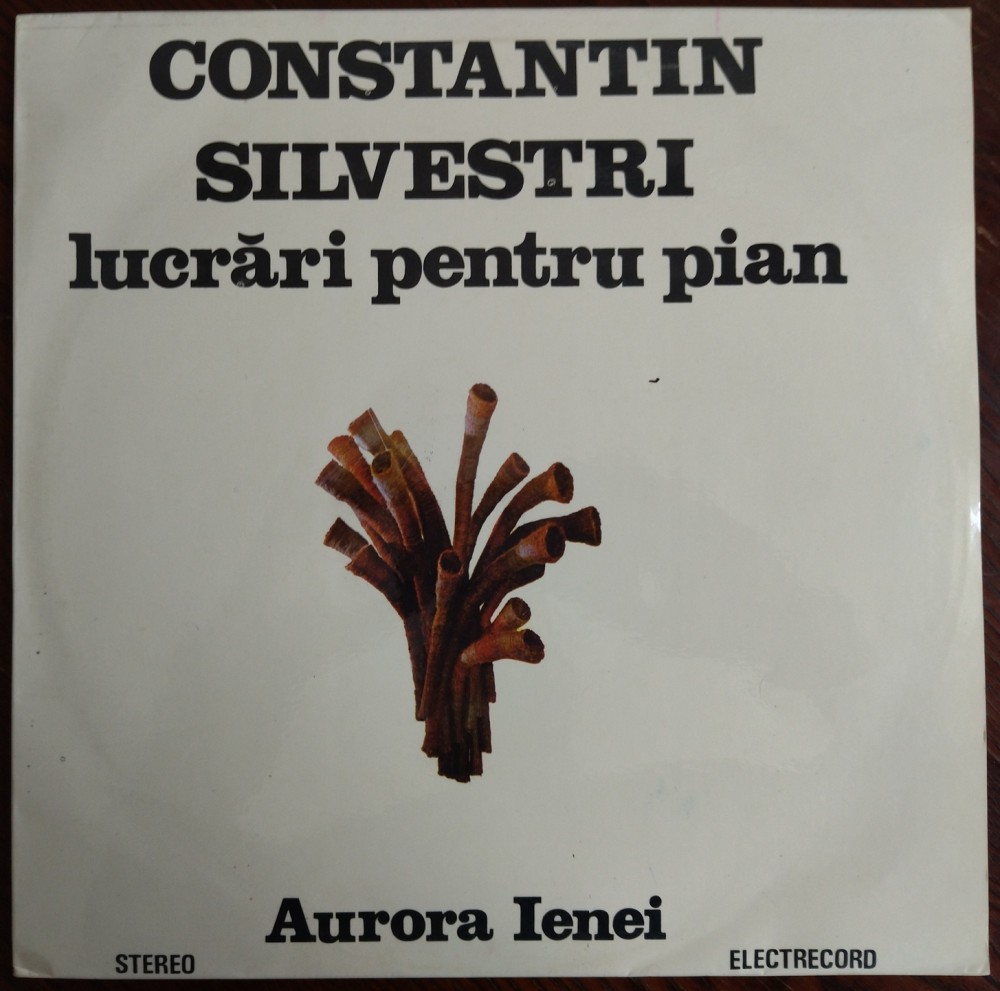 CONSTANTIN
SILVESTRI
lucrări pentru pian
Aurora Ienei
STEREO
ELECTRECORD